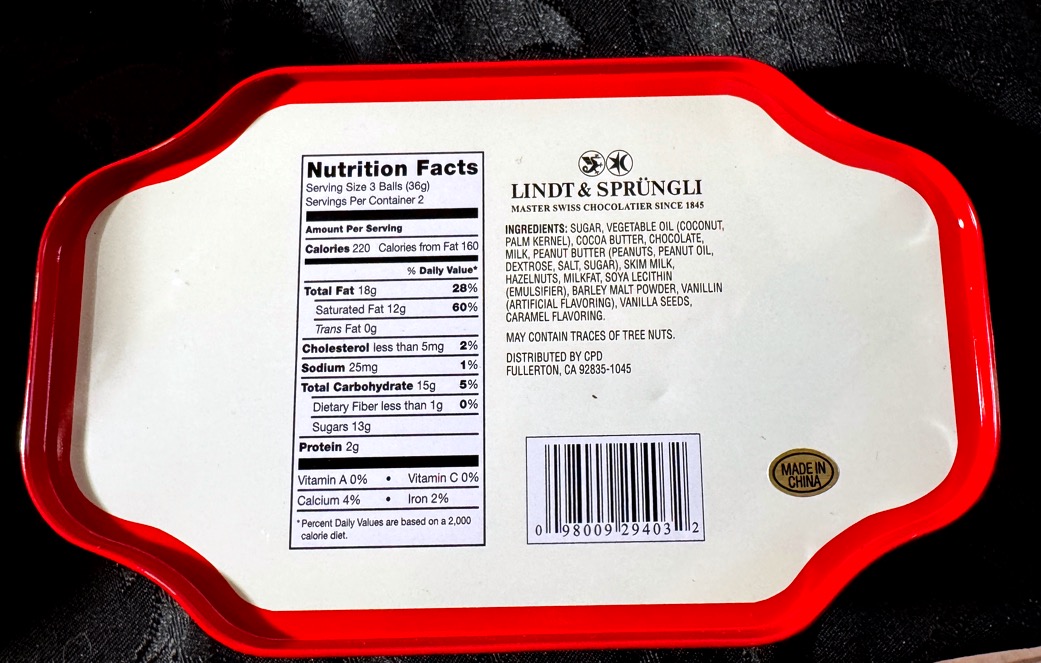 Nutrition Facts
Serving Size 3 Balls (36g)
Servings Per Container 2
Amount Per Serving
Calories 220 Calories from Fat 160
% Daily Value*
Total Fat 18g 28%
Saturated Fat 12g 60%
Trans Fat 0g
Cholesterol less than 5mg 2%
Sodium 25mg 1%
Total Carbohydrate 15g 5%
Dietary Fiber less than 1g 0%
Sugars 13g
Protein 2g
Vitamin A 0% • Vitamin C 0%
Calcium 4% • Iron 2%
*Percent Daily Values are based on a 2,000
calorie diet.
LINDT & SPRÜNGLI
MASTER SWISS CHOCOLATIER SINCE 1845
INGREDIENTS: SUGAR, VEGETABLE OIL (COCONUT,
PALM KERNEL), COCOA BUTTER, CHOCOLATE,
MILK, PEANUT BUTTER (PEANUTS, PEANUT OIL,
DEXTROSE, SALT, SUGAR), SKIM MILK,
HAZELNUTS, MILKFAT, SOYA LECITHIN
(EMULSIFIER), BARLEY MALT POWDER, VANILLIN
(ARTIFICIAL FLAVORING), VANILLA SEEDS,
CARAMEL FLAVORING.
MAY CONTAIN TRACES OF TREE NUTS.
DISTRIBUTED BY CPD
FULLERTON, CA 92835-1045
0 98009 29403 2
MADE IN
CHINA